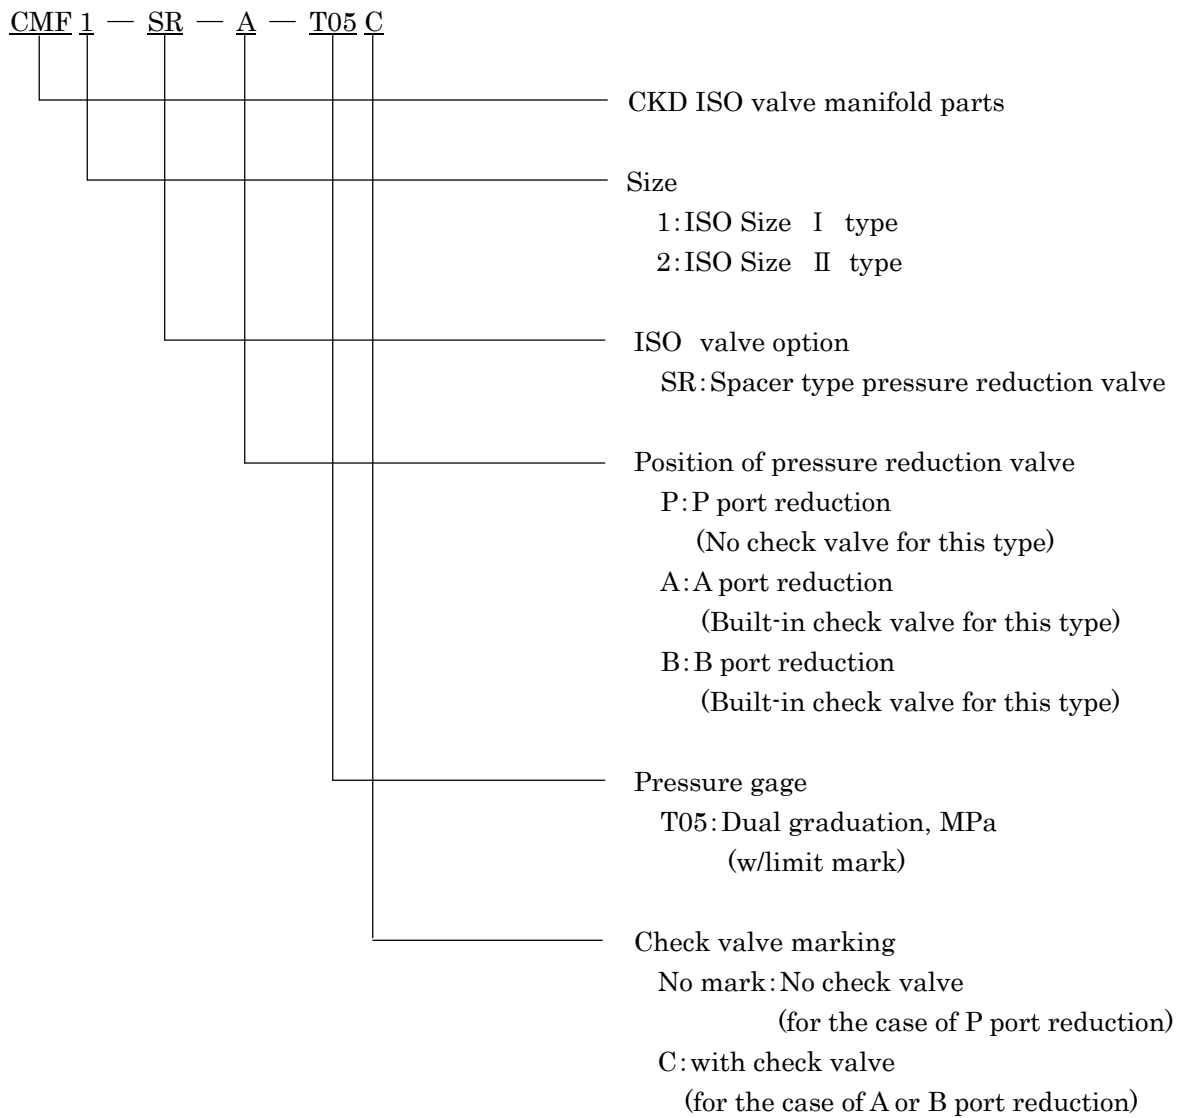 CMF 1 — SR — A — T05 C
CKD ISO valve manifold parts
Size
1:ISO Size Ⅰ type
2:ISO Size Ⅱ type
ISO valve option
SR:Spacer type pressure reduction valve
Position of pressure reduction valve
P:P port reduction
(No check valve for this type)
A:A port reduction
(Built-in check valve for this type)
B:B port reduction
(Built-in check valve for this type)
Pressure gage
T05:Dual graduation, MPa
(w/limit mark)
Check valve marking
No mark:No check valve
(for the case of P port reduction)
C:with check valve
(for the case of A or B port reduction)